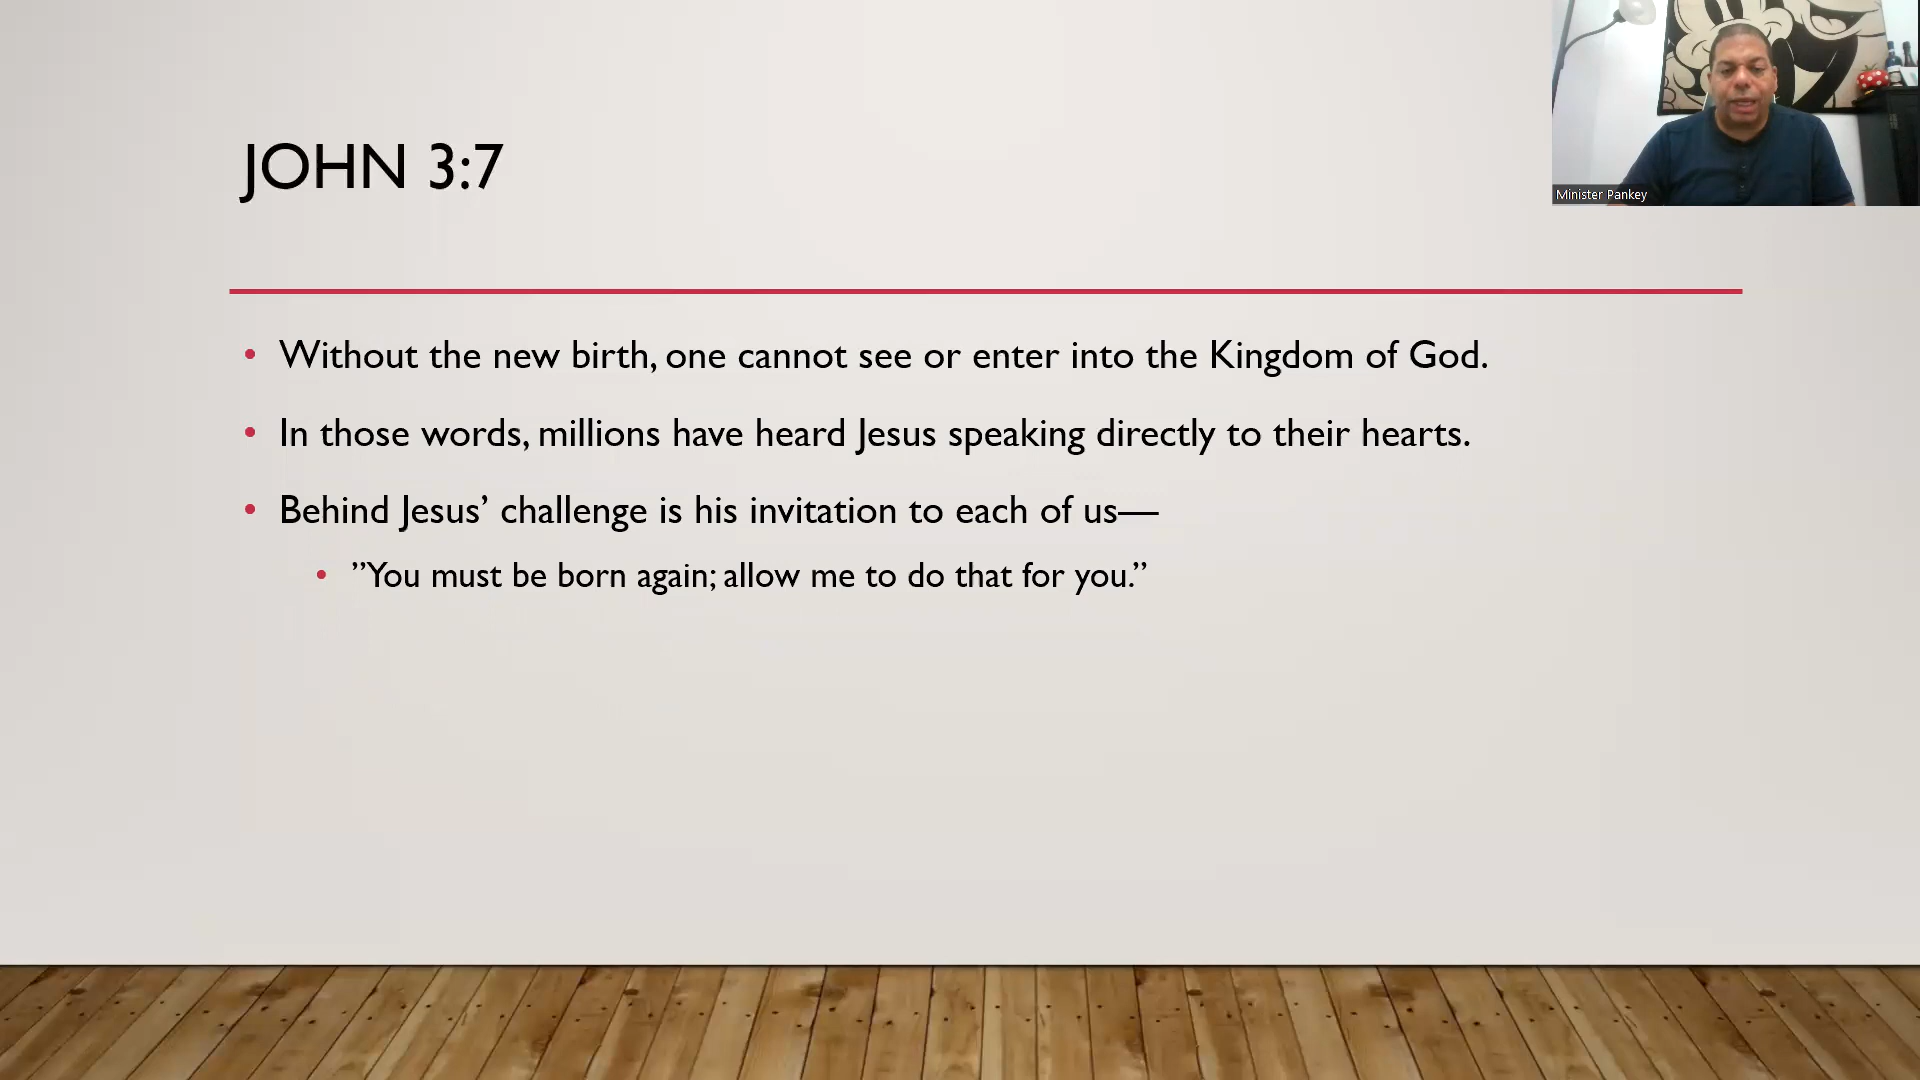 JOHN 3:7
Minister Pankey
• Without the new birth, one cannot see or enter into the Kingdom of God.
• In those words, millions have heard Jesus speaking directly to their hearts.
• Behind Jesus’ challenge is his invitation to each of us—
• ”You must be born again; allow me to do that for you.”